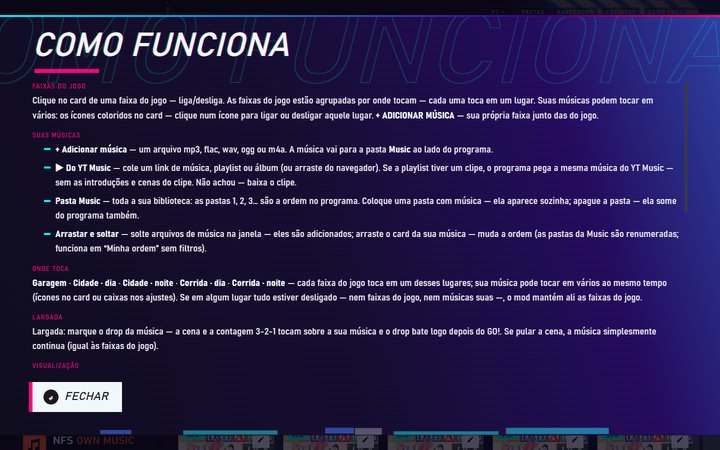 PT PASTAS NAVEGADOR CRÉDITOS COMO FUNCIONA
COMO FUNCIONA
FAIXAS DO JOGO
Clique no card de uma faixa do jogo — liga/desliga. As faixas do jogo estão agrupadas por onde tocam — cada uma toca em um lugar. Suas músicas podem tocar em
vários: os ícones coloridos no card — clique num ícone para ligar ou desligar aquele lugar. + ADICIONAR MÚSICA — sua própria faixa junto das do jogo.
SUAS MÚSICAS
+ Adicionar música — um arquivo mp3, flac, wav, ogg ou m4a. A música vai para a pasta Music ao lado do programa.
▶ Do YT Music — cole um link de música, playlist ou álbum (ou arraste do navegador). Se a playlist tiver um clipe, o programa pega a mesma música do YT Music —
sem as introduções e cenas do clipe. Não achou — baixa o clipe.
Pasta Music — toda a sua biblioteca: as pastas 1, 2, 3… são a ordem no programa. Coloque uma pasta com música — ela aparece sozinha; apague a pasta — ela some
do programa também.
Arrastar e soltar — solte arquivos de música na janela — eles são adicionados; arraste o card da sua música — muda a ordem (as pastas da Music são renumeradas;
funciona em “Minha ordem” sem filtros).
ONDE TOCA
Garagem · Cidade · dia · Cidade · noite · Corrida · dia · Corrida · noite — cada faixa do jogo toca em um desses lugares; sua música pode tocar em vários ao mesmo tempo
(ícones no card ou caixas nos ajustes). Se em algum lugar tudo estiver desligado — nem faixas do jogo, nem músicas suas —, o mod mantém ali as faixas do jogo.
LARGADA
Largada: marque o drop da música — a cena e a contagem 3-2-1 tocam sobre a sua música e o drop bate logo depois do GO!. Se pular a cena, a música simplesmente
continua (igual às faixas do jogo).
VISUALIZAÇÃO
FECHAR
NFS OWN MUSIC